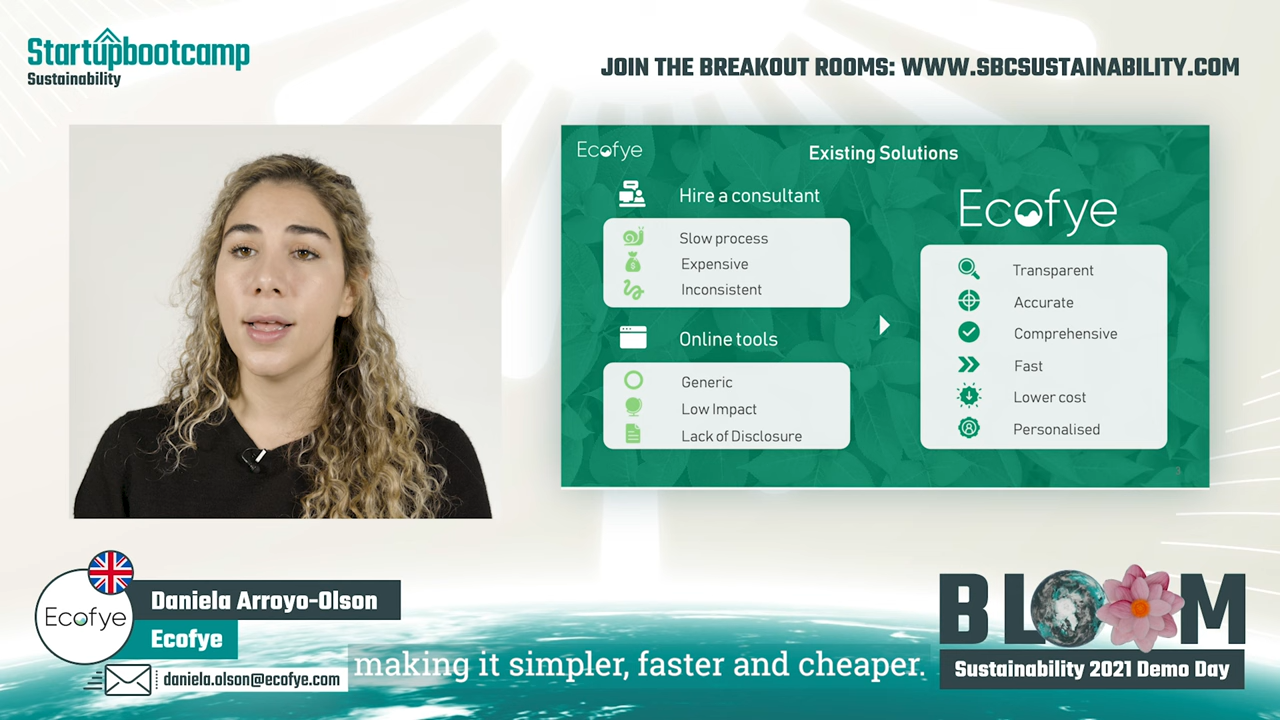 Startupbootcamp
Sustainability
JOIN THE BREAKOUT ROOMS: WWW.SBCSUSTAINABILITY.COM
Ecofye
Existing Solutions
Hire a consultant
Slow process
Expensive
Inconsistent
Online tools
Generic
Low Impact
Lack of Disclosure
Ecofye
Transparent
Accurate
Comprehensive
Fast
Lower cost
Personalised
Ecofye
Daniela Arroyo-Olson
Ecofye
daniela.olson@ecofye.com
making it simpler, faster and cheaper.
BLOOM
Sustainability 2021 Demo Day